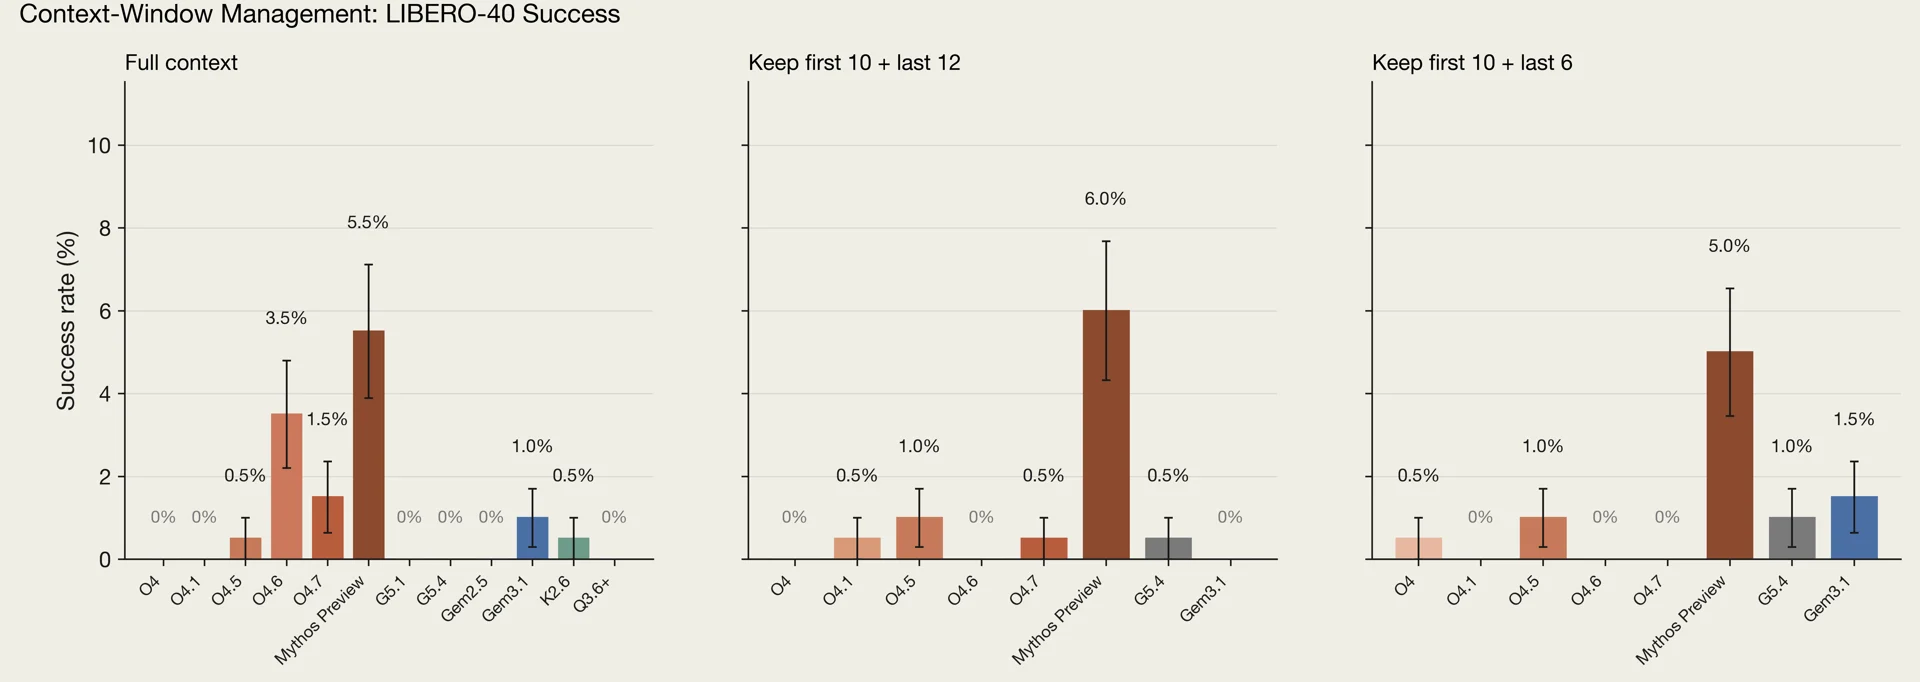 Context-Window Management: LIBERO-40 Success
Full context
Success rate (%)
10
8
6
4
2
0
0%
0%
0.5%
3.5%
1.5%
5.5%
0%
0%
0%
1.0%
0.5%
0%
O4
O4.1
O4.5
O4.6
O4.7
Mythos Preview
G5.1
G5.4
Gem2.5
Gem3.1
K2.6
Q3.6+
Keep first 10 + last 12
0%
0.5%
1.0%
0%
0.5%
6.0%
0.5%
0%
O4
O4.1
O4.5
O4.6
O4.7
Mythos Preview
G5.4
Gem3.1
Keep first 10 + last 6
0.5%
0%
1.0%
0%
0%
5.0%
1.0%
1.5%
O4
O4.1
O4.5
O4.6
O4.7
Mythos Preview
G5.4
Gem3.1